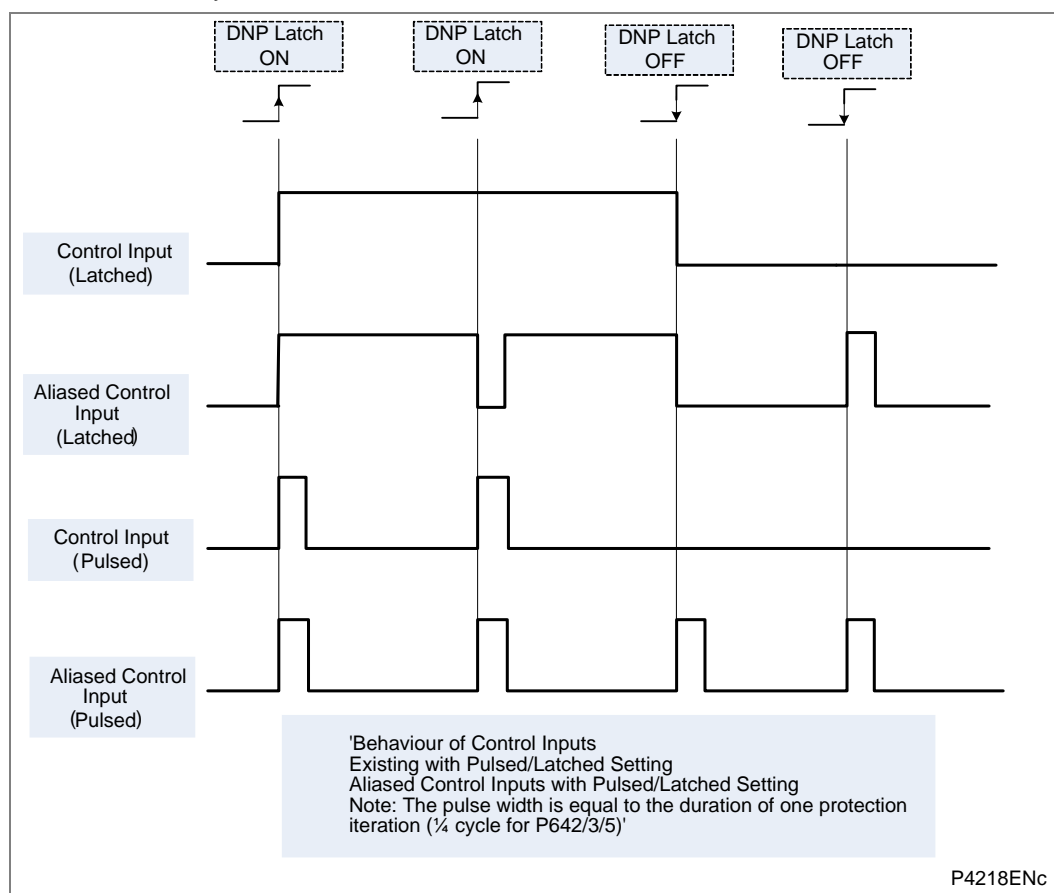 DNP Latch
ON
DNP Latch
ON
DNP Latch
OFF
DNP Latch
OFF
Control Input
(Latched)
Aliased Control
Input
(Latched)
Control Input
(Pulsed)
Aliased Control
Input
(Pulsed)
'Behaviour of Control Inputs
Existing with Pulsed/Latched Setting
Aliased Control Inputs with Pulsed/Latched Setting
Note: The pulse width is equal to the duration of one protection
iteration (¼ cycle for P642/3/5)'
P4218ENc